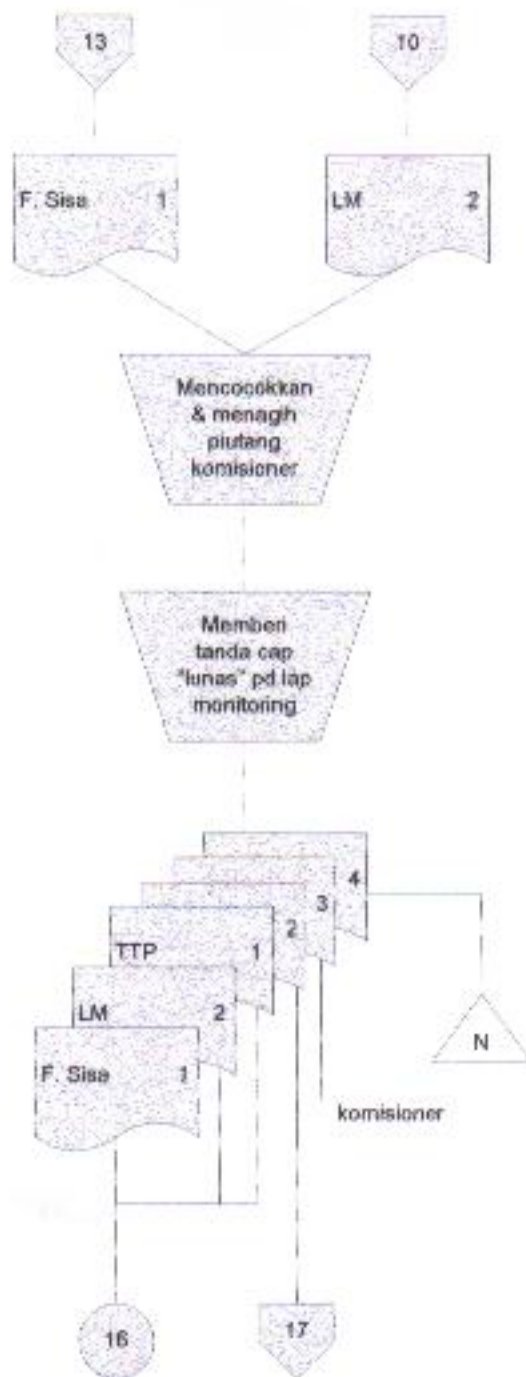 13 10
F. Sisa 1 LM 2
Mencocokkan
& menagih
piutang
komisioner
Memberi
tanda cap
"lunas" pd lap
monitoring
4
3
2
TTP 1
LM 2
F. Sisa 1
N
komisioner
16 17